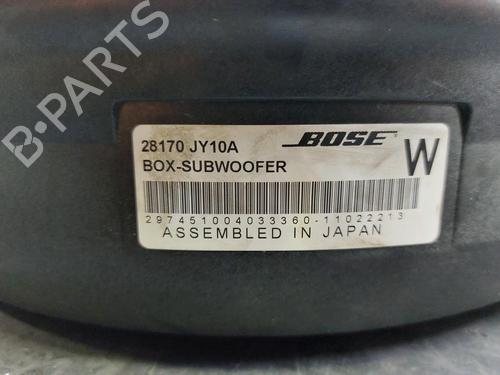 B-PARTS
28170 JY10A
BOSE
BOX-SUBWOOFER
W
297451004033360-11022213
ASSEMBLED IN JAPAN